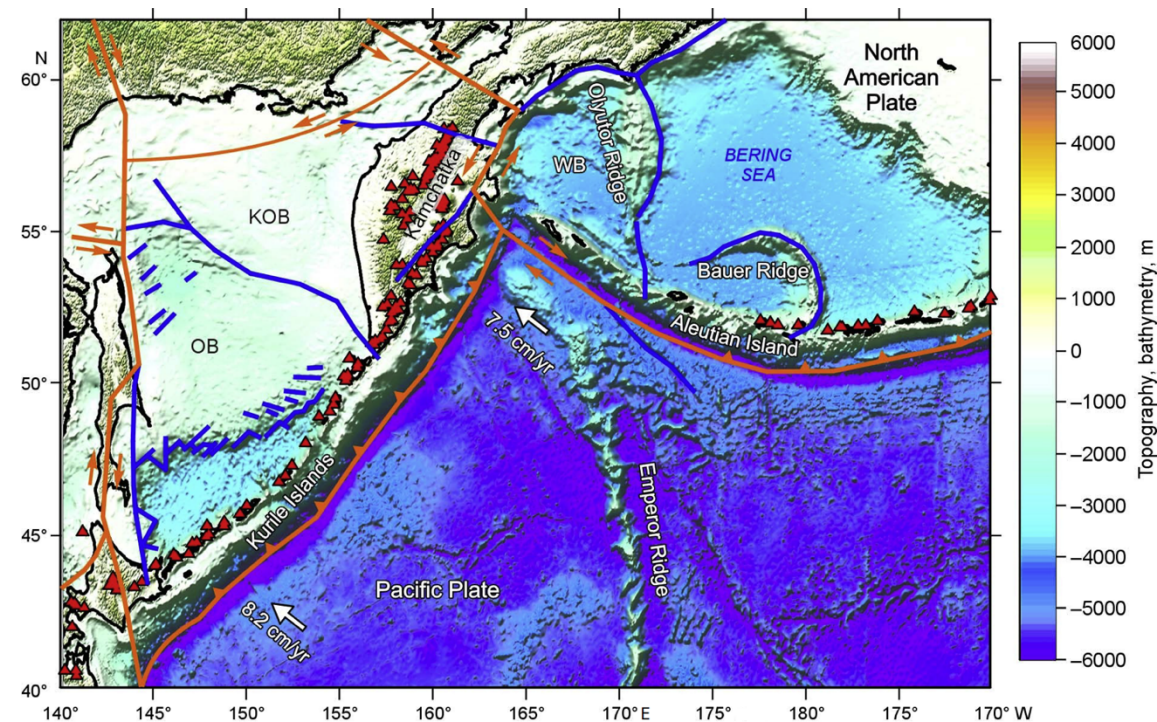 N
60°
55°
50°
45°
40°
140°
145°
150°
155°
160°
165°
170° E
175°
180°
175°
170° W
North
American
Plate
BERING
SEA
Olyutor Ridge
WB
Kamchatka
KOB
OB
Bauer Ridge
Aleutian Island
7.5 cm/yr
Kurile Islands
Emperor Ridge
Pacific Plate
8.2 cm/yr
6000
5000
4000
3000
2000
1000
0
–1000
–2000
–3000
–4000
–5000
–6000
Topography, bathymetry, m